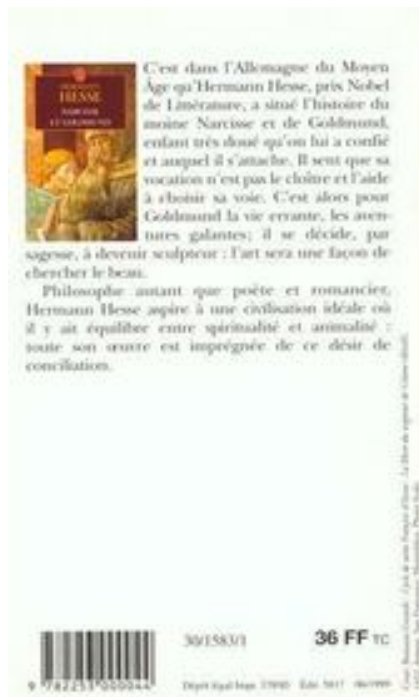 HESSE
NARCISSE
ET GOLDMUND
C'est dans l'Allemagne du Moyen
Âge qu'Hermann Hesse, prix Nobel
de Littérature, a situé l'histoire du
moine Narcisse et de Goldmund,
enfant très doué qu'on lui a confié
et auquel il s'attache. Il sent que sa
vocation n'est pas le cloître et l'aide
à choisir sa voie. C'est alors pour
Goldmund la vie errante, les aven-
tures galantes; il se décide, par
sagesse, à devenir sculpteur : l'art sera une façon de
chercher le beau.
Philosophe autant que poète et romancier,
Hermann Hesse aspire à une civilisation idéale où
il y ait équilibre entre spiritualité et animalité :
toute son œuvre est imprégnée de ce désir de
conciliation.
30/1583/1
36 FF TC
9 782253 000044
Dépôt légal Impr.